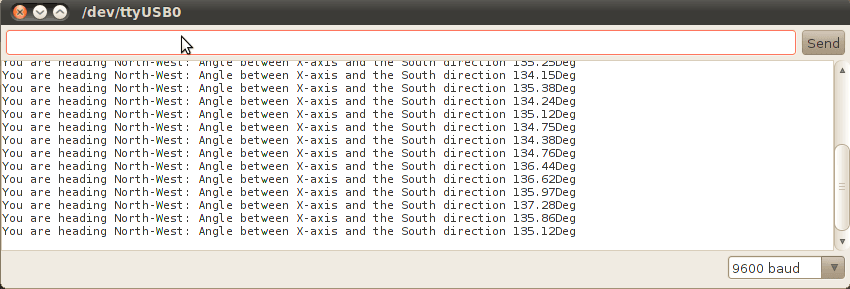 /dev/ttyUSB0
Send
You are heading North-West: Angle between X-axis and the South direction 135.25Deg
You are heading North-West: Angle between X-axis and the South direction 134.15Deg
You are heading North-West: Angle between X-axis and the South direction 135.38Deg
You are heading North-West: Angle between X-axis and the South direction 134.24Deg
You are heading North-West: Angle between X-axis and the South direction 135.12Deg
You are heading North-West: Angle between X-axis and the South direction 134.75Deg
You are heading North-West: Angle between X-axis and the South direction 134.38Deg
You are heading North-West: Angle between X-axis and the South direction 134.76Deg
You are heading North-West: Angle between X-axis and the South direction 136.44Deg
You are heading North-West: Angle between X-axis and the South direction 136.62Deg
You are heading North-West: Angle between X-axis and the South direction 135.97Deg
You are heading North-West: Angle between X-axis and the South direction 137.28Deg
You are heading North-West: Angle between X-axis and the South direction 135.86Deg
You are heading North-West: Angle between X-axis and the South direction 135.12Deg
9600 baud